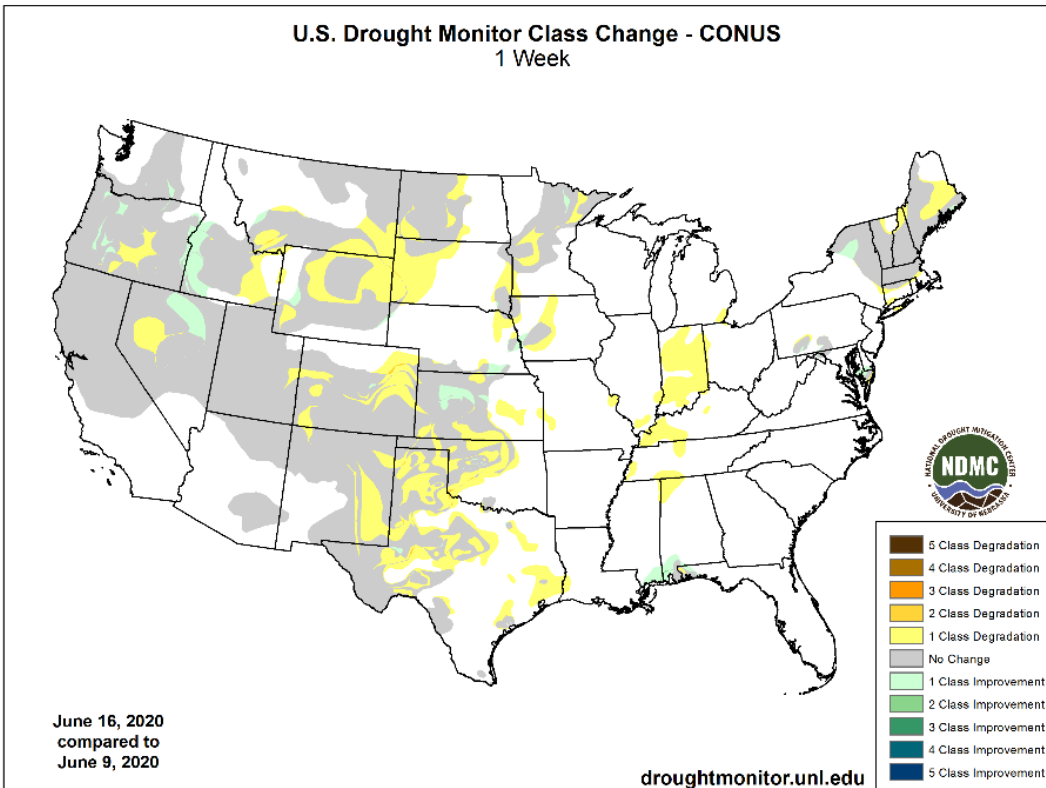 U.S. Drought Monitor Class Change - CONUS
1 Week
NATIONAL DROUGHT MITIGATION CENTER
NDMC
UNIVERSITY OF NEBRASKA
5 Class Degradation
4 Class Degradation
3 Class Degradation
2 Class Degradation
1 Class Degradation
No Change
1 Class Improvement
2 Class Improvement
3 Class Improvement
4 Class Improvement
5 Class Improvement
June 16, 2020
compared to
June 9, 2020
droughtmonitor.unl.edu